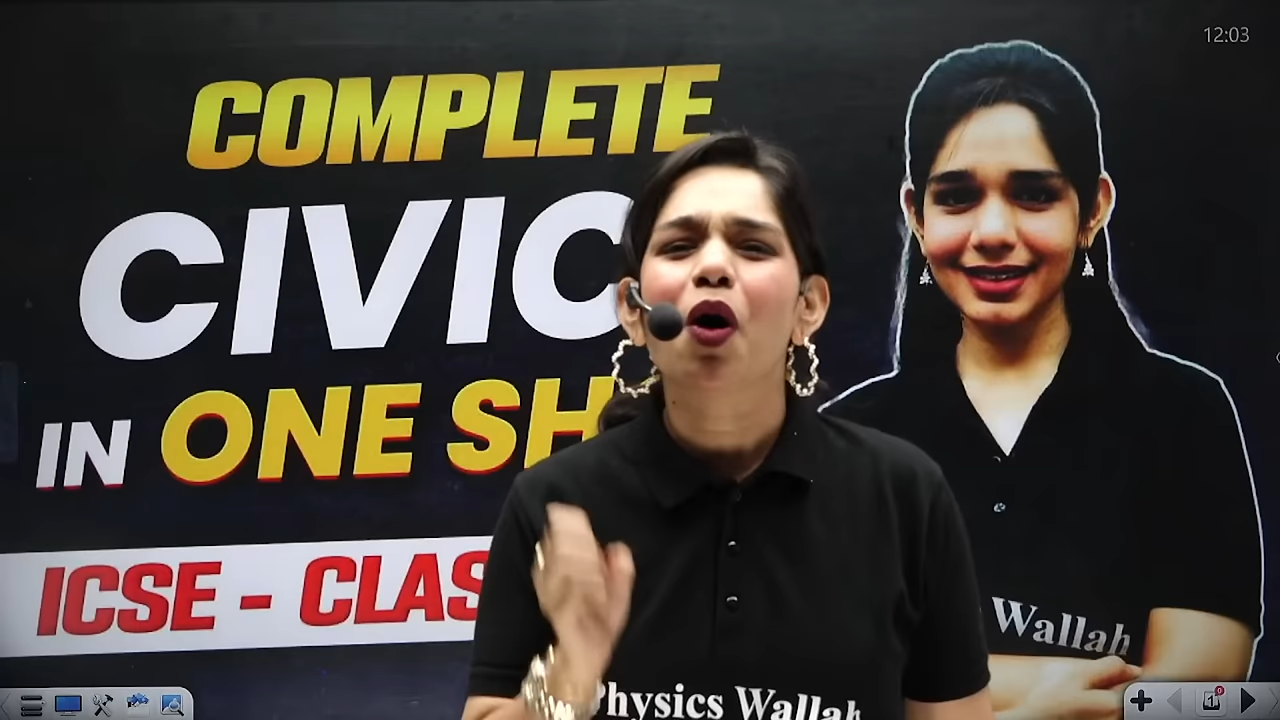 12:03
COMPLETE
CIVIC
IN ONE SH
ICSE - CLAS
Wallah
Physics Wallah